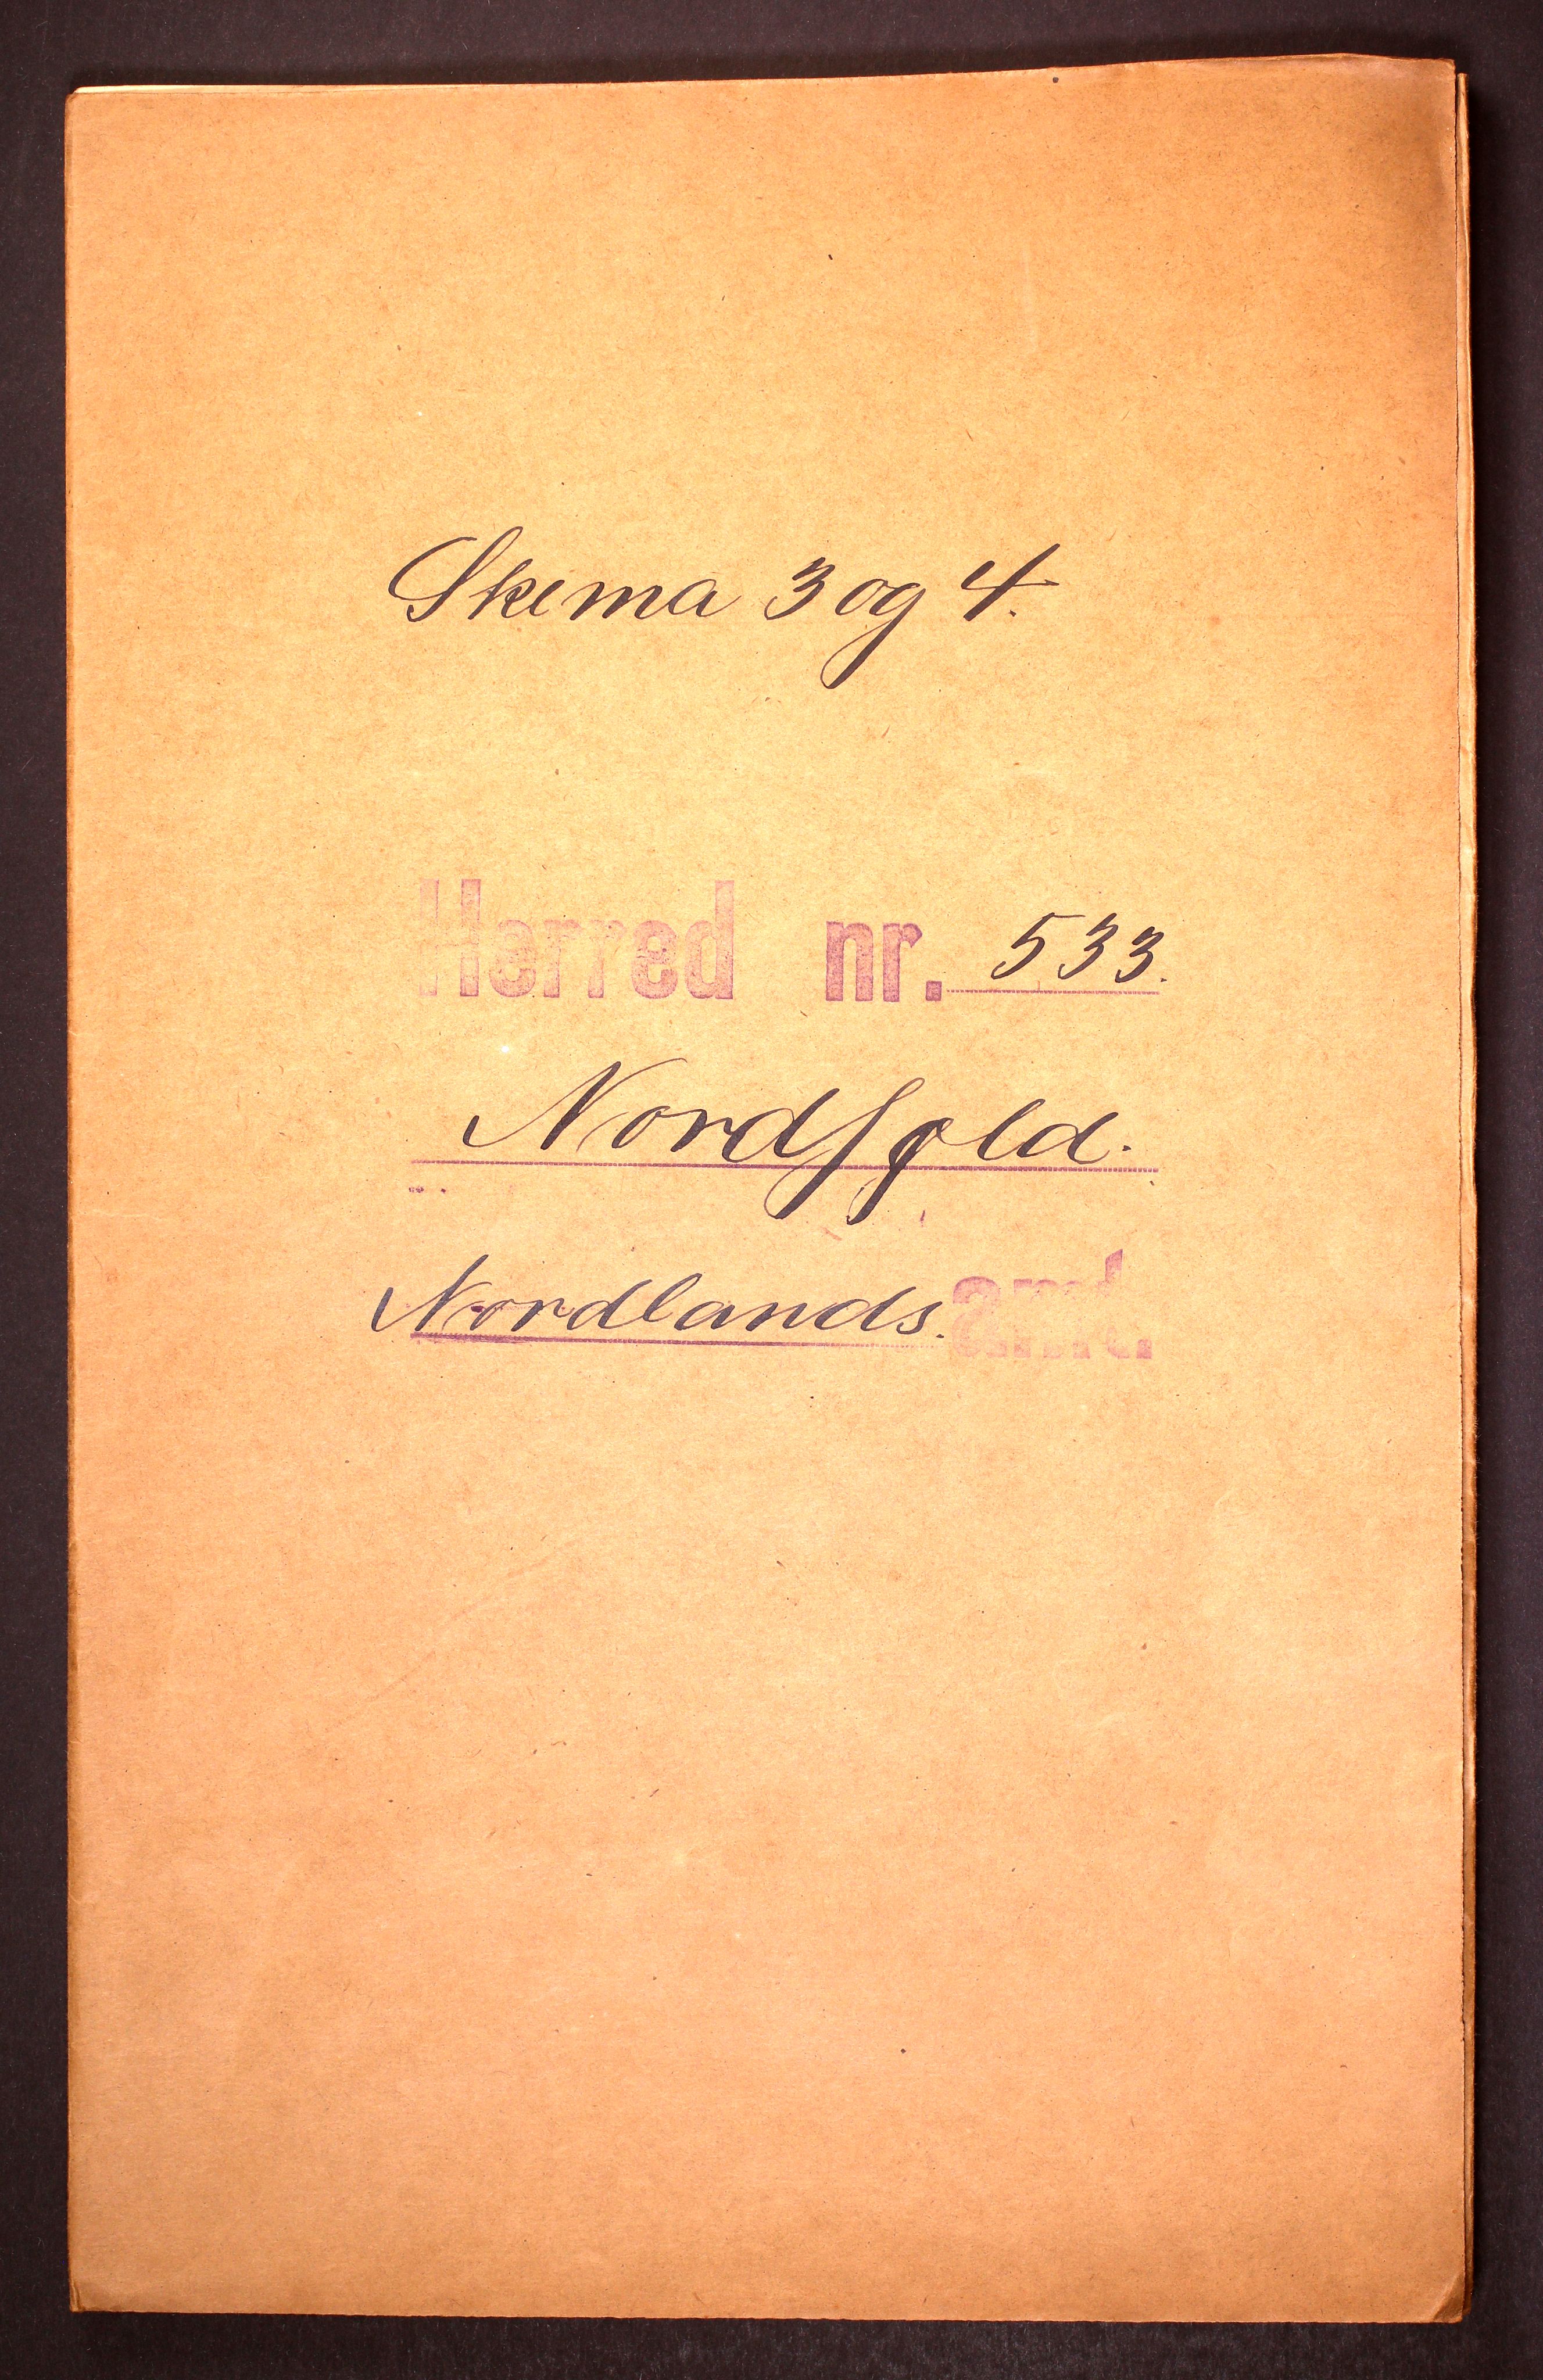 Skema 3 og 4.
Herred nr. 533.
Nordfold.
Nordlands. amt.